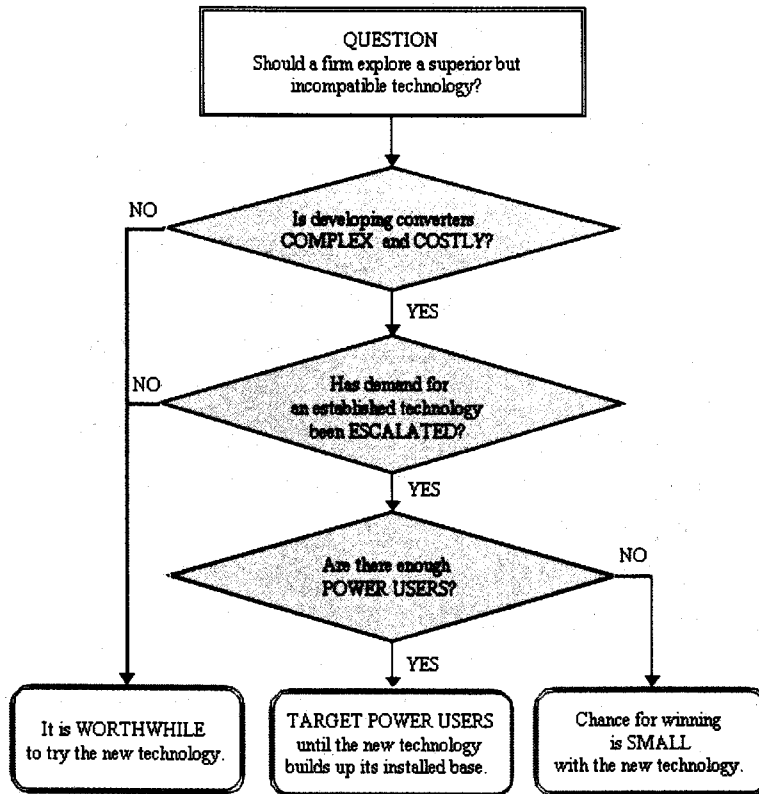 QUESTION
Should a firm explore a superior but
incompatible technology?
NO
Is developing converters
COMPLEX and COSTLY?
YES
NO
Has demand for
an established technology
been ESCALATED?
YES
Are there enough
POWER USERS?
NO
YES
It is WORTHWHILE
to try the new technology.
TARGET POWER USERS
until the new technology
builds up its installed base.
Chance for winning
is SMALL
with the new technology.